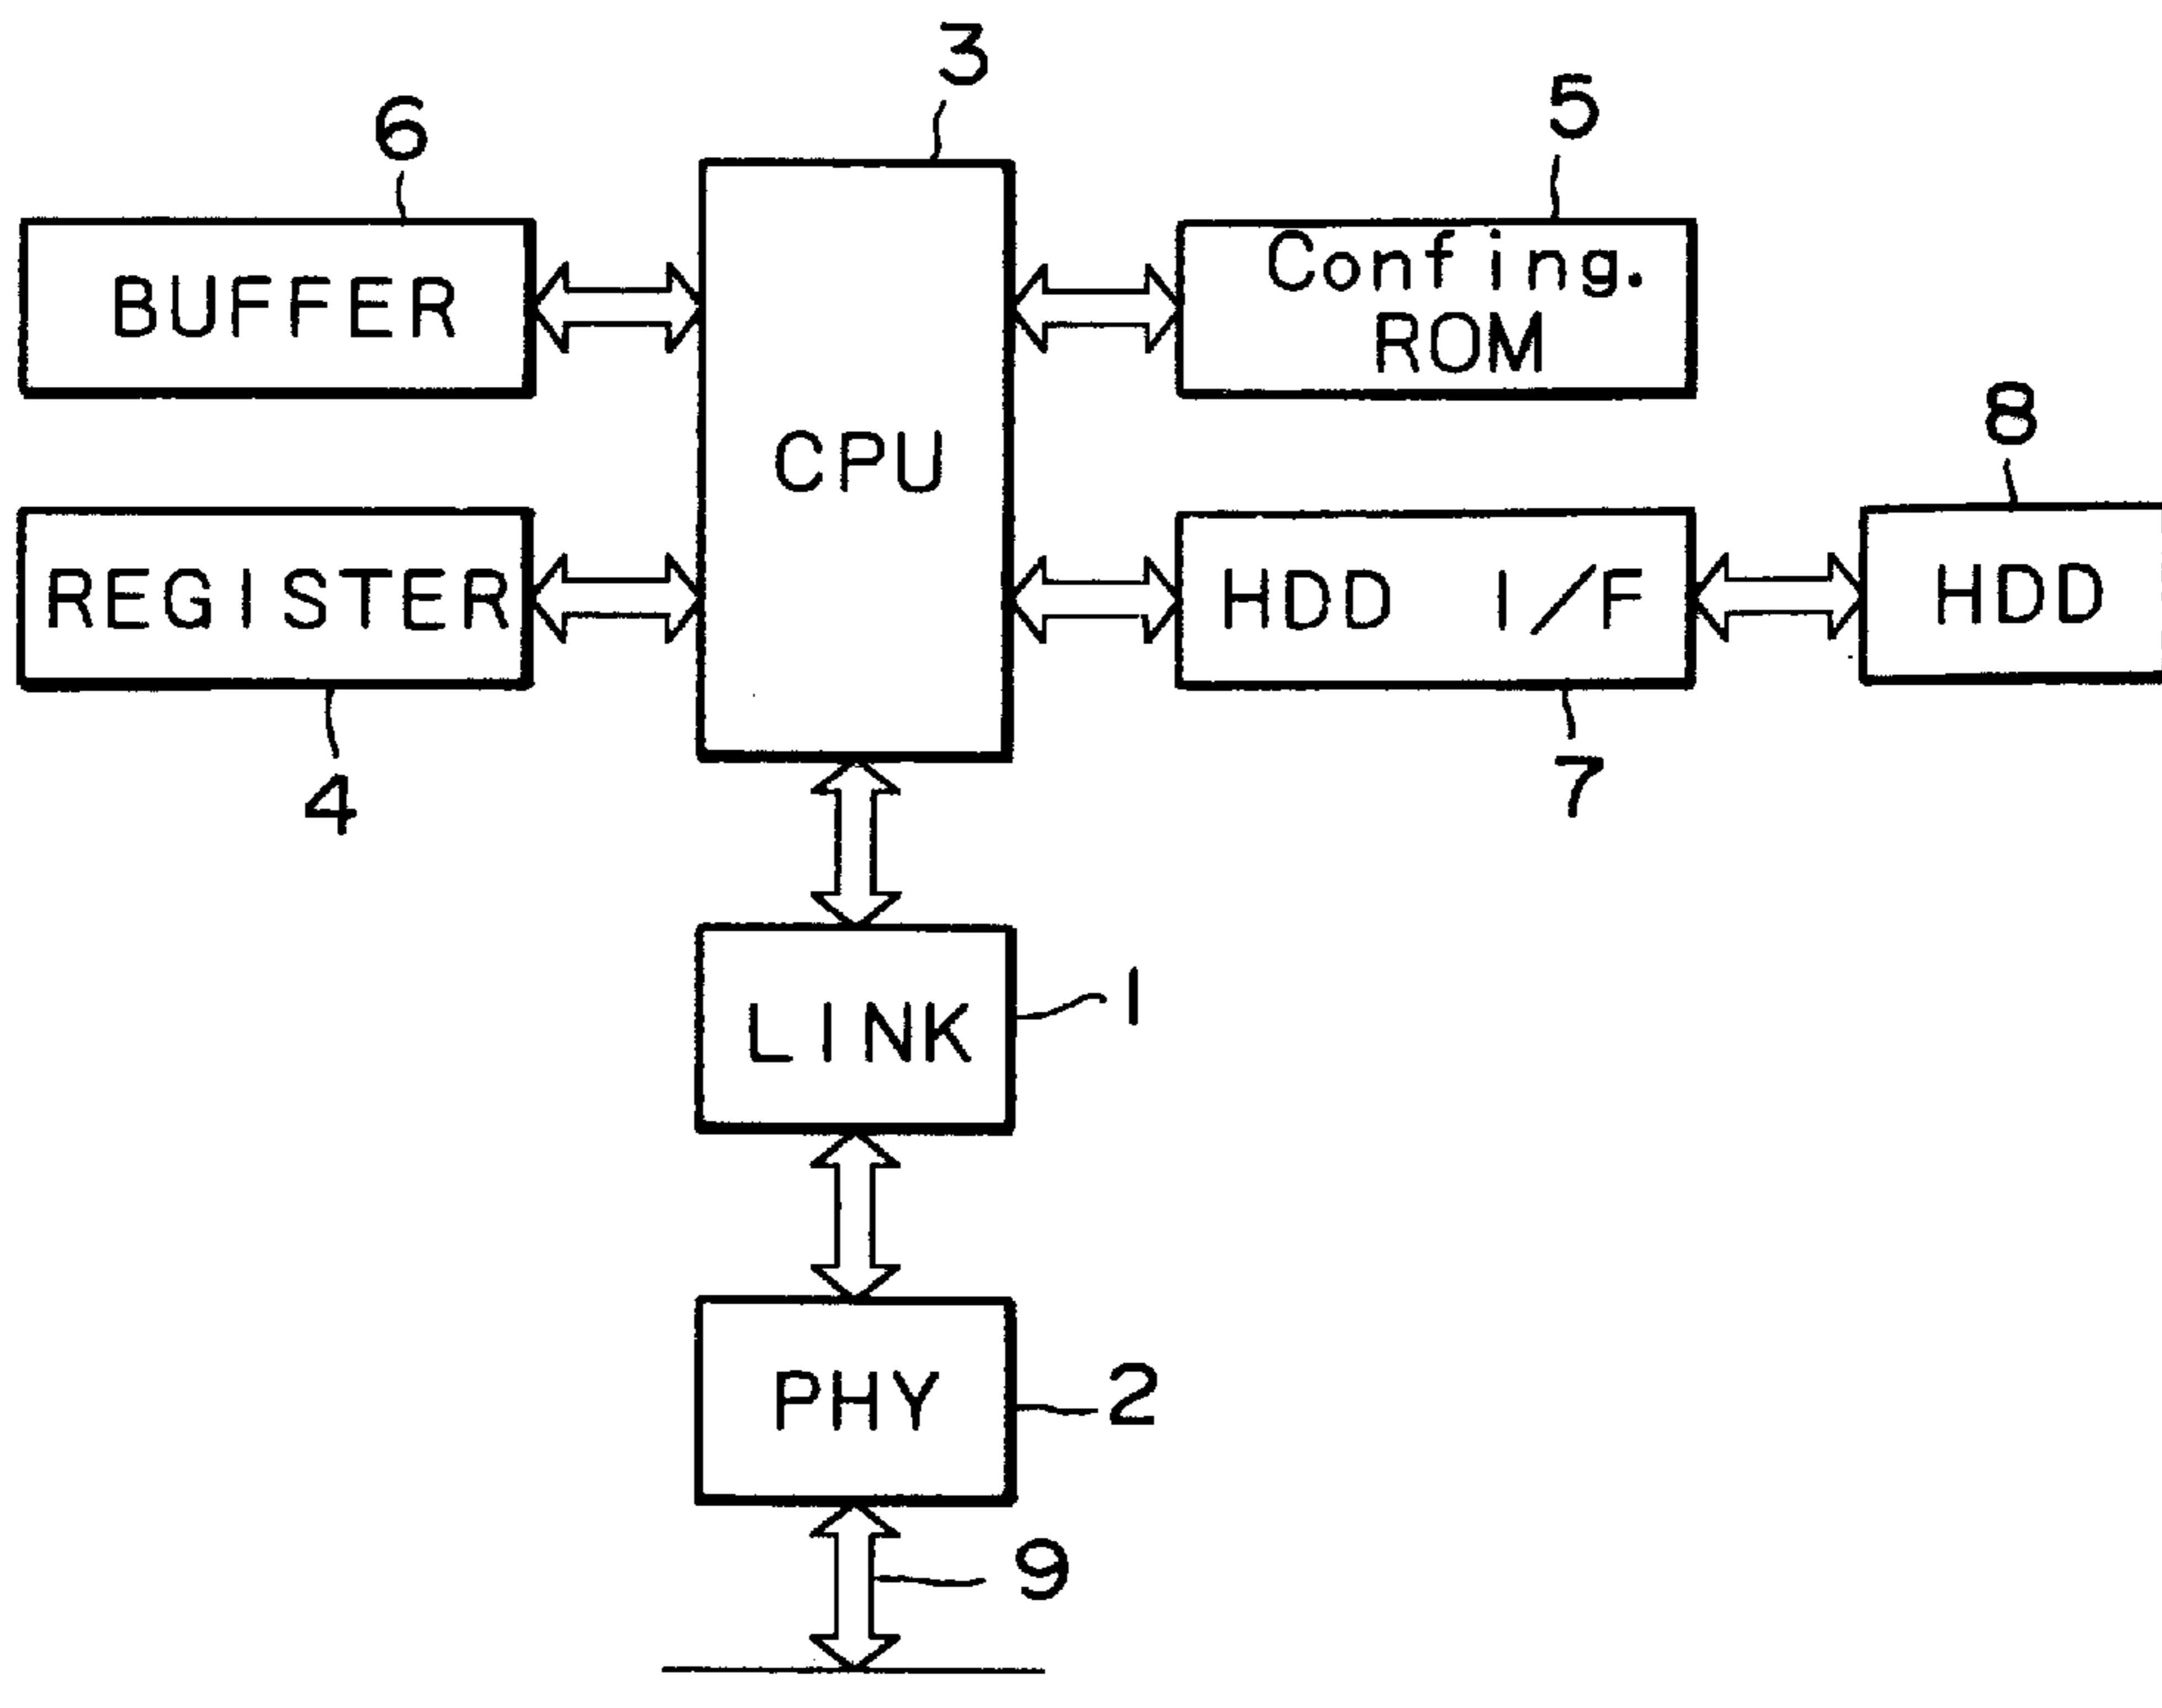 3
6
5
BUFFER
Confing.
ROM
8
CPU
REGISTER
HDD I/F
HDD
4
7
LINK
1
PHY
2
9